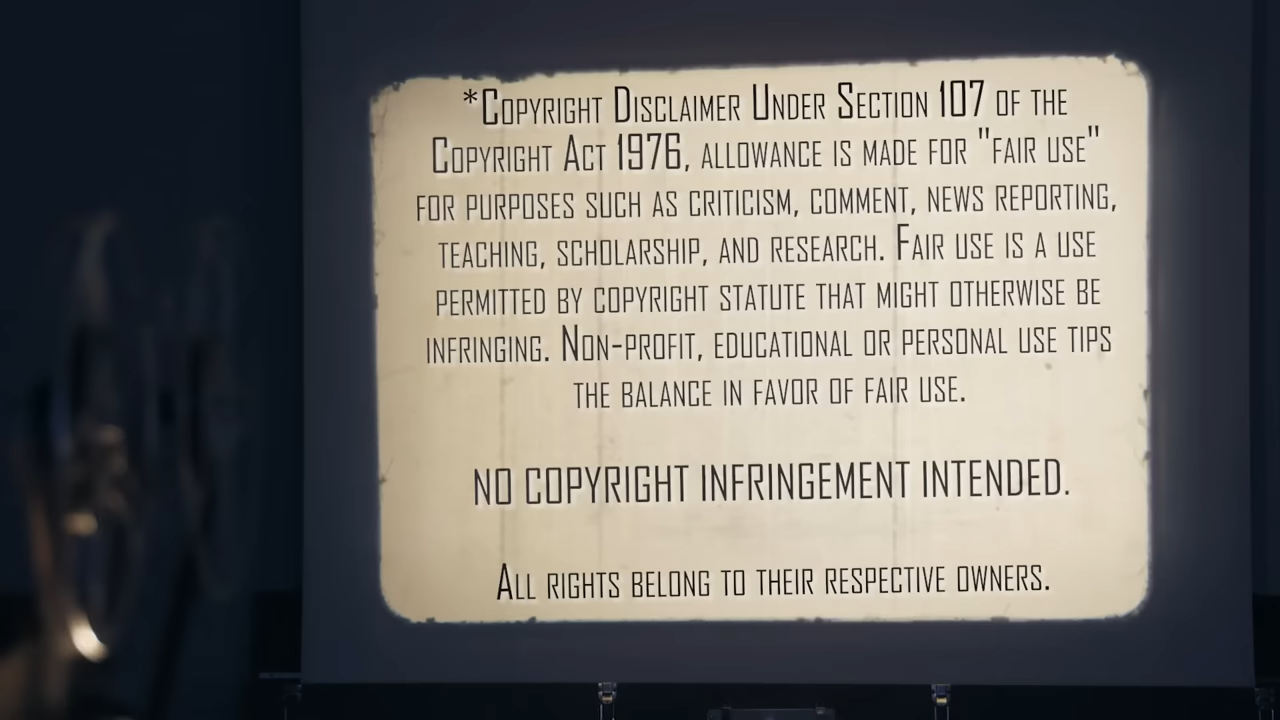 *Copyright Disclaimer Under Section 107 of the
Copyright Act 1976, allowance is made for "fair use"
for purposes such as criticism, comment, news reporting,
teaching, scholarship, and research. Fair use is a use
permitted by copyright statute that might otherwise be
infringing. Non-profit, educational or personal use tips
the balance in favor of fair use.
NO COPYRIGHT INFRINGEMENT INTENDED.
All rights belong to their respective owners.